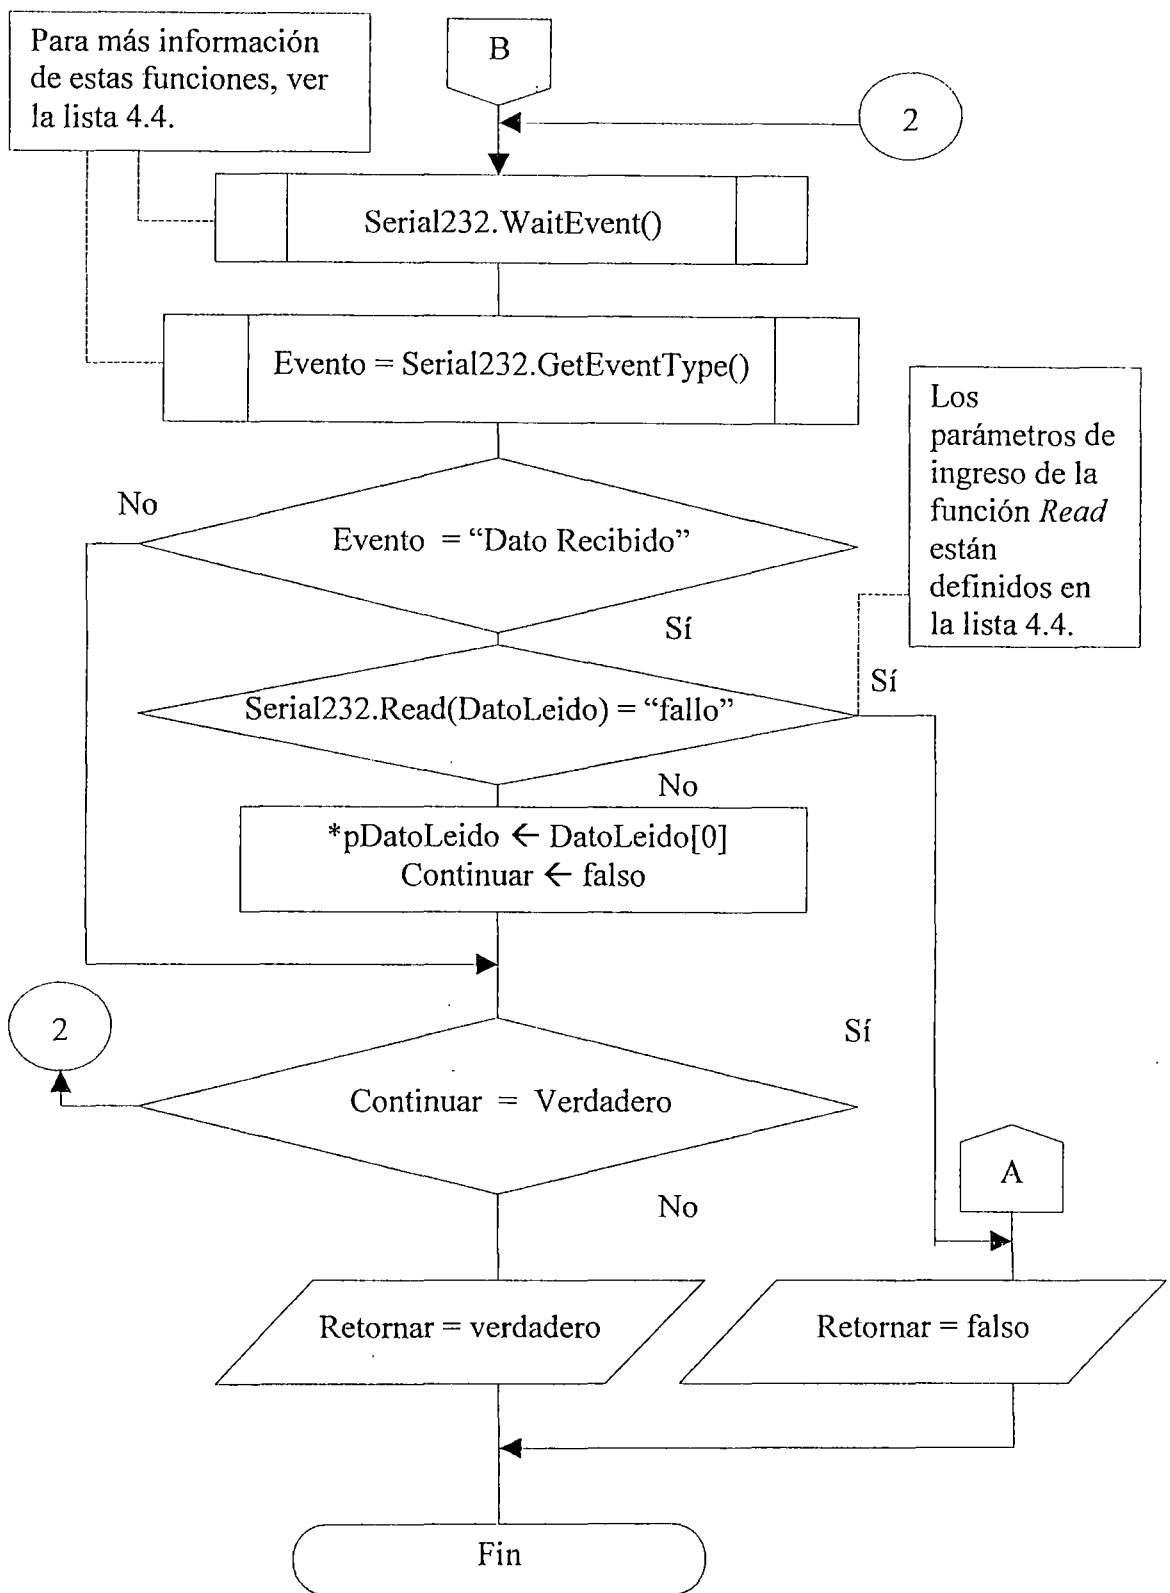 Para más información
de estas funciones, ver
la lista 4.4.
B
2
Serial232.WaitEvent()
Evento = Serial232.GetEventType()
Los
parámetros de
ingreso de la
función Read
están
definidos en
la lista 4.4.
No
Evento = “Dato Recibido”
Sí
Sí
Serial232.Read(DatoLeido) = “fallo”
No
*pDatoLeido ← DatoLeido[0]
Continuar ← falso
2
Sí
Continuar = Verdadero
A
No
Retornar = verdadero
Retornar = falso
Fin